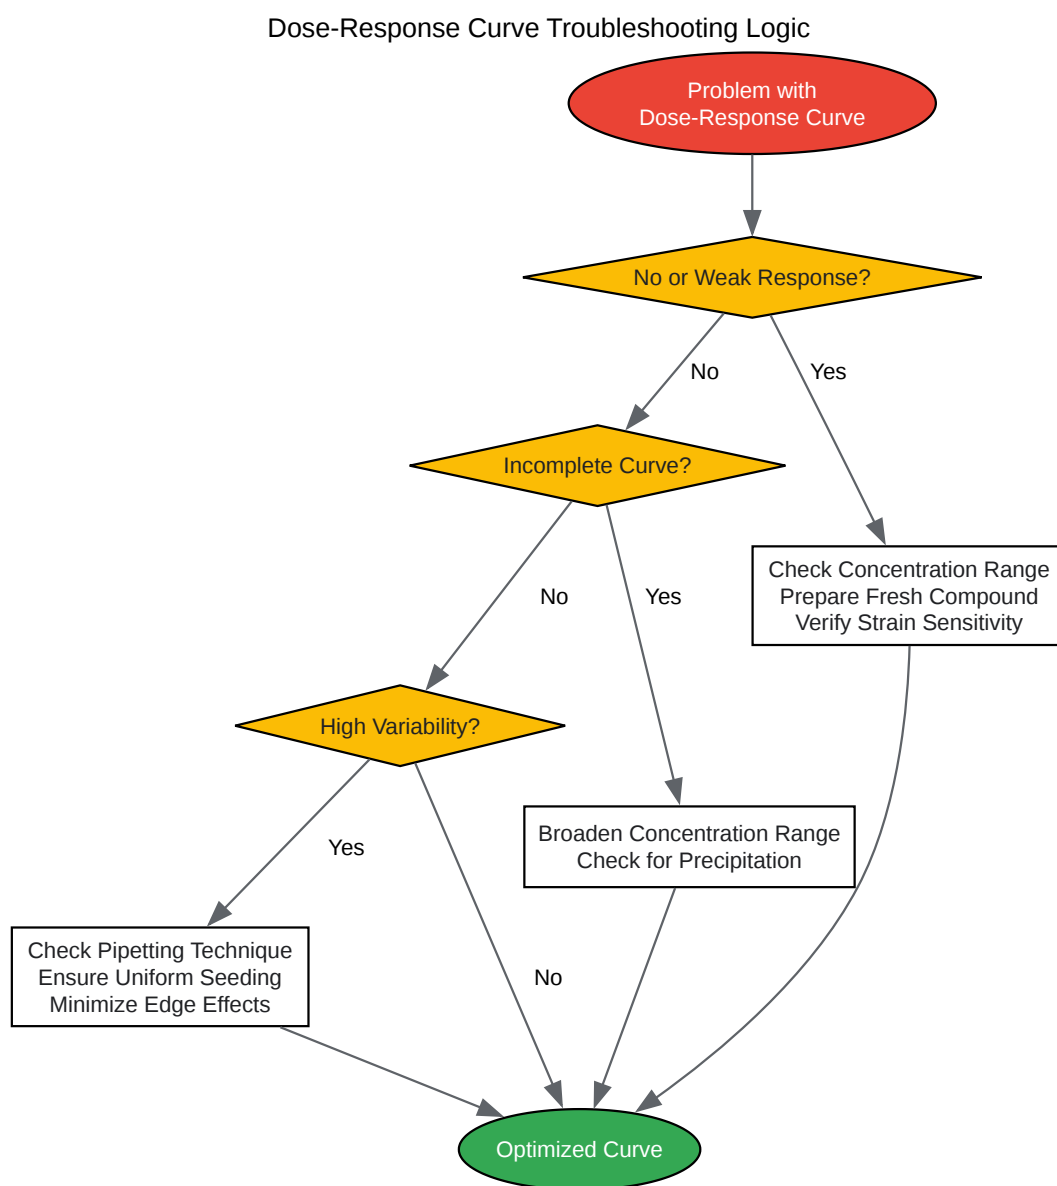 Dose-Response Curve Troubleshooting Logic
Problem with
Dose-Response Curve
No or Weak Response?
No
Yes
Incomplete Curve?
Check Concentration Range
Prepare Fresh Compound
Verify Strain Sensitivity
No
Yes
High Variability?
Broaden Concentration Range
Check for Precipitation
Yes
Check Pipetting Technique
Ensure Uniform Seeding
Minimize Edge Effects
No
Optimized Curve